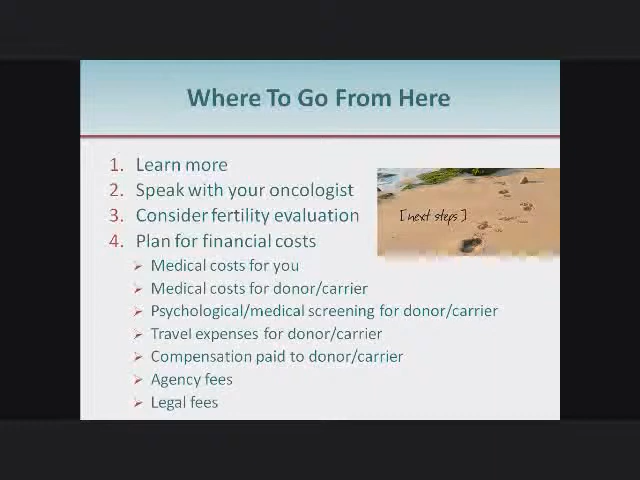 Where To Go From Here
1. Learn more
2. Speak with your oncologist
3. Consider fertility evaluation
4. Plan for financial costs
[next steps]
➢ Medical costs for you
➢ Medical costs for donor/carrier
➢ Psychological/medical screening for donor/carrier
➢ Travel expenses for donor/carrier
➢ Compensation paid to donor/carrier
➢ Agency fees
➢ Legal fees